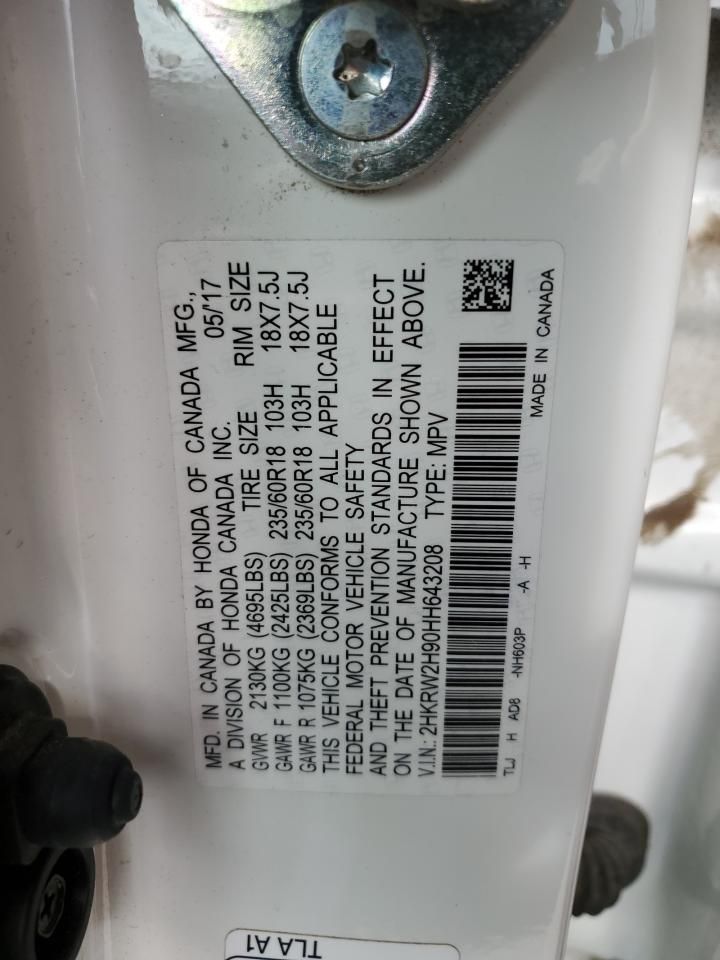 MFD. IN CANADA BY HONDA OF CANADA MFG.,
A DIVISION OF HONDA CANADA INC. 05/'17
GVWR 2130KG (4695LBS) TIRE SIZE RIM SIZE
GAWR F 1100KG (2425LBS) 235/60R18 103H 18X7.5J
GAWR R 1075KG (2369LBS) 235/60R18 103H 18X7.5J
THIS VEHICLE CONFORMS TO ALL APPLICABLE
FEDERAL MOTOR VEHICLE SAFETY
AND THEFT PREVENTION STANDARDS IN EFFECT
ON THE DATE OF MANUFACTURE SHOWN ABOVE.
V.I.N.: 2HKRW2H90HH643208 TYPE: MPV
TLJ H AD8 -NH603P -A -H
MADE IN CANADA
TLA A1